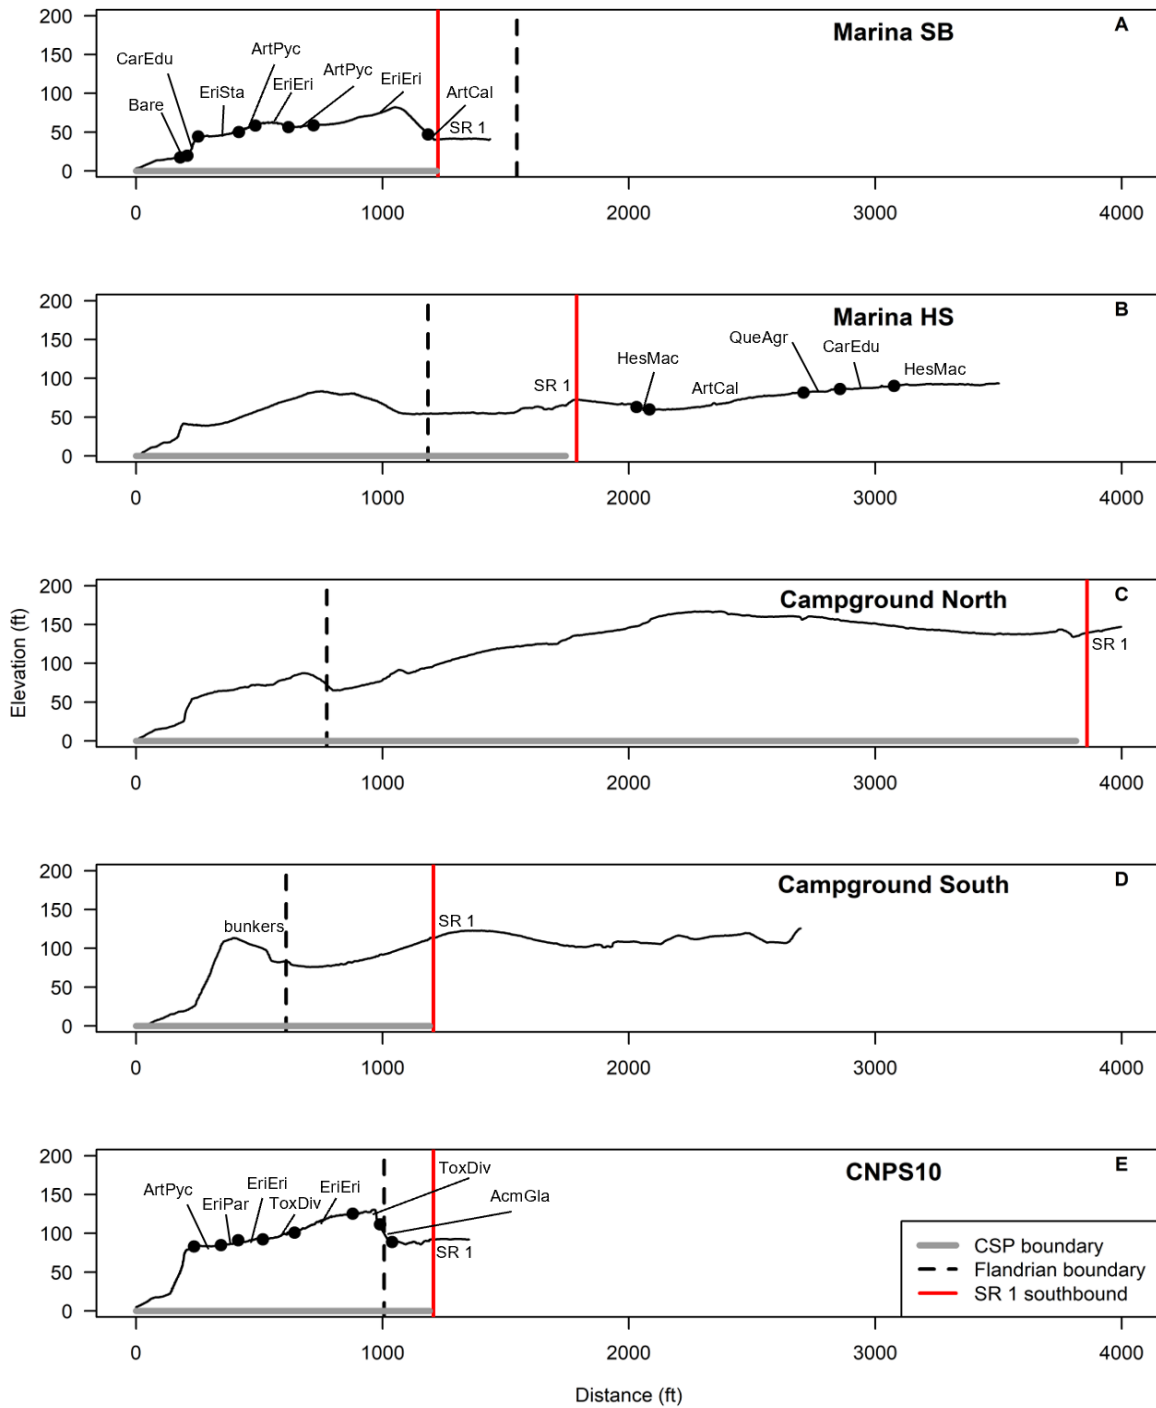 Marina SB
A
200
150
100
50
0
CarEdu
Bare
EriSta
ArtPyc
EriEri
ArtPyc
EriEri
ArtCal
SR 1
0 1000 2000 3000 4000
Marina HS
B
200
150
100
50
0
SR 1
HesMac
ArtCal
QueAgr
CarEdu
HesMac
0 1000 2000 3000 4000
Elevation (ft)
Campground North
C
200
150
100
50
0
SR 1
0 1000 2000 3000 4000
Campground South
D
200
150
100
50
0
bunkers
SR 1
0 1000 2000 3000 4000
CNPS10
E
200
150
100
50
0
ArtPyc
EriPar
EriEri
ToxDiv
EriEri
ToxDiv
AcmGla
SR 1
CSP boundary
Flandrian boundary
SR 1 southbound
0 1000 2000 3000 4000
Distance (ft)